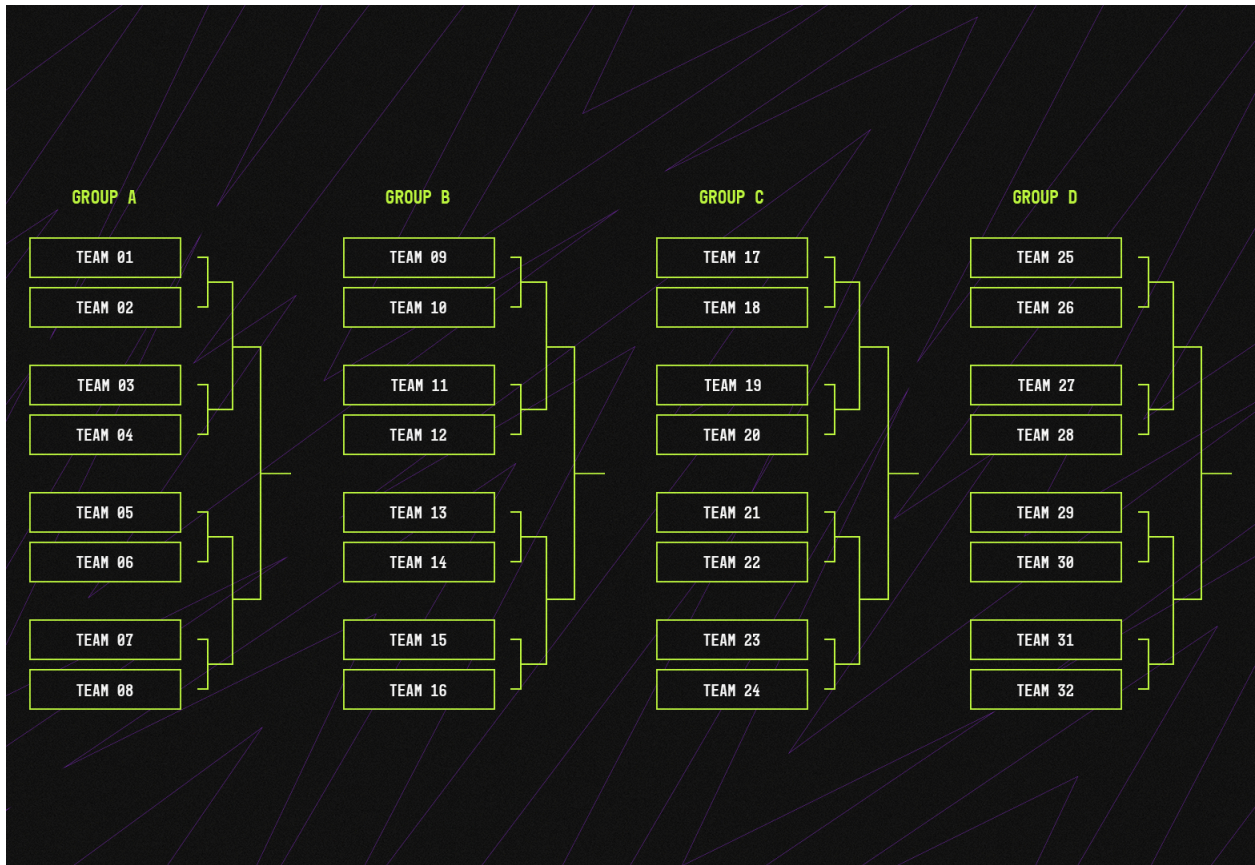 GROUP A
TEAM 01
TEAM 02
TEAM 03
TEAM 04
TEAM 05
TEAM 06
TEAM 07
TEAM 08
GROUP B
TEAM 09
TEAM 10
TEAM 11
TEAM 12
TEAM 13
TEAM 14
TEAM 15
TEAM 16
GROUP C
TEAM 17
TEAM 18
TEAM 19
TEAM 20
TEAM 21
TEAM 22
TEAM 23
TEAM 24
GROUP D
TEAM 25
TEAM 26
TEAM 27
TEAM 28
TEAM 29
TEAM 30
TEAM 31
TEAM 32